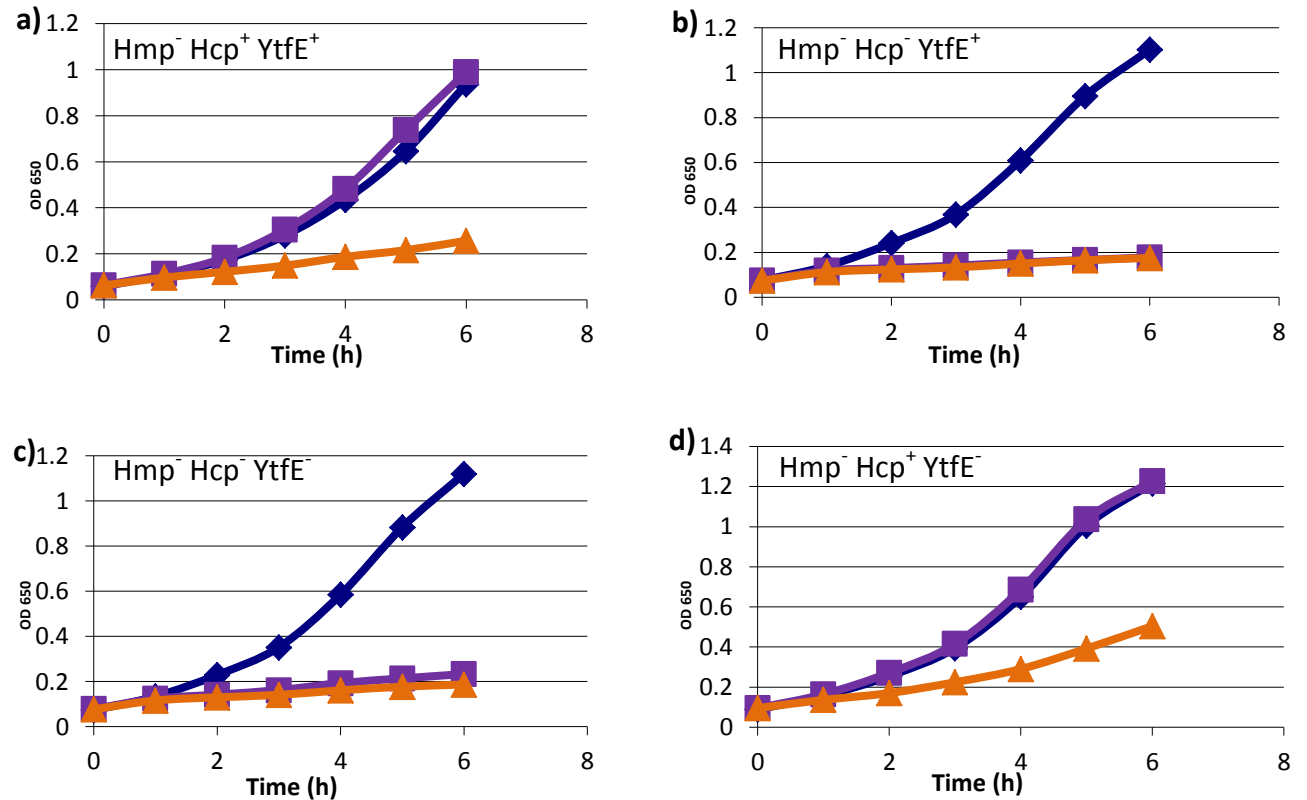 a)
Hmp⁻ Hcp⁺ YtfE⁺
1.2
1
0.8
0.6
0.4
0.2
0
OD 650
0 2 4 6 8
Time (h)
b)
Hmp⁻ Hcp⁻ YtfE⁺
1.2
1
0.8
0.6
0.4
0.2
0
OD 650
0 2 4 6 8
Time (h)
c)
Hmp⁻ Hcp⁻ YtfE⁻
1.2
1
0.8
0.6
0.4
0.2
0
OD 650
0 2 4 6 8
Time (h)
d)
Hmp⁻ Hcp⁺ YtfE⁻
1.4
1.2
1
0.8
0.6
0.4
0.2
0
OD 650
0 2 4 6 8
Time (h)